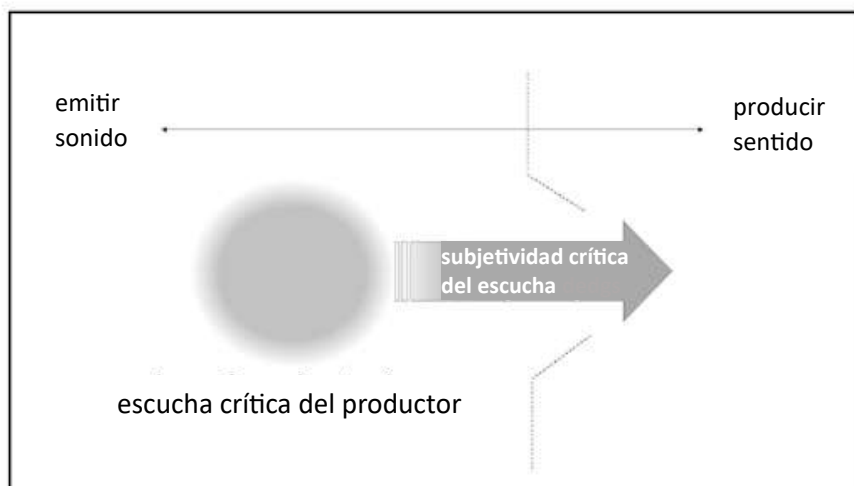 emitir
sonido
producir
sentido
subjetividad crítica
del escucha
escucha crítica del productor